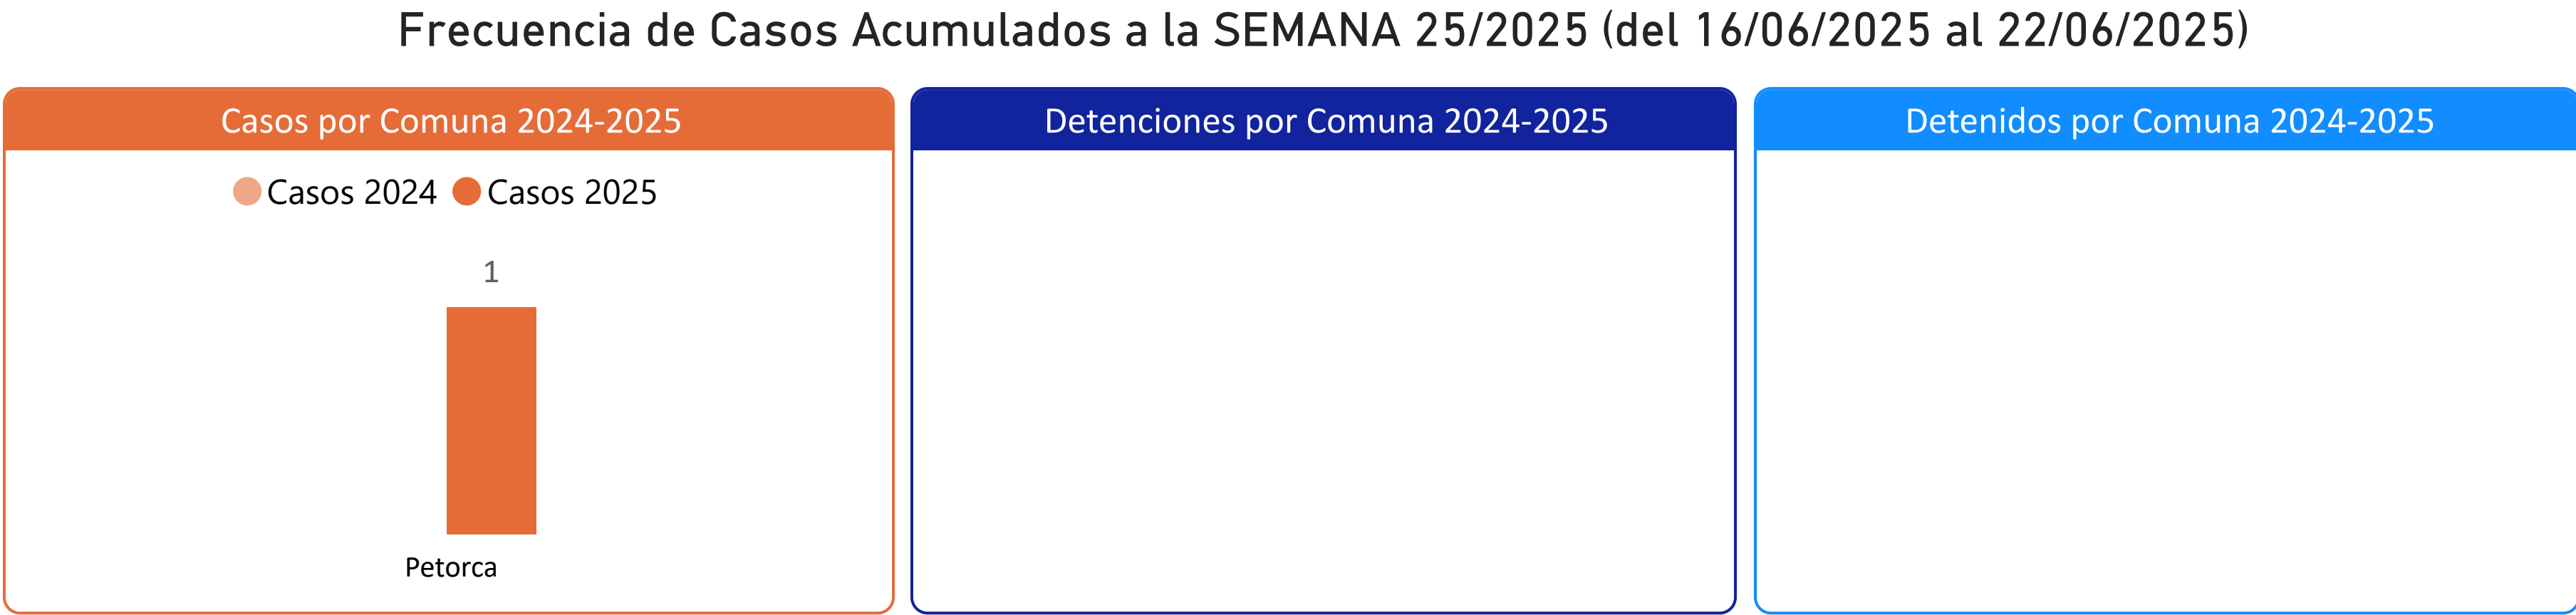 Frecuencia de Casos Acumulados a la SEMANA 25/2025 (del 16/06/2025 al 22/06/2025)
Casos por Comuna 2024-2025
Casos 2024 Casos 2025
1
Petorca
Detenciones por Comuna 2024-2025
Detenidos por Comuna 2024-2025